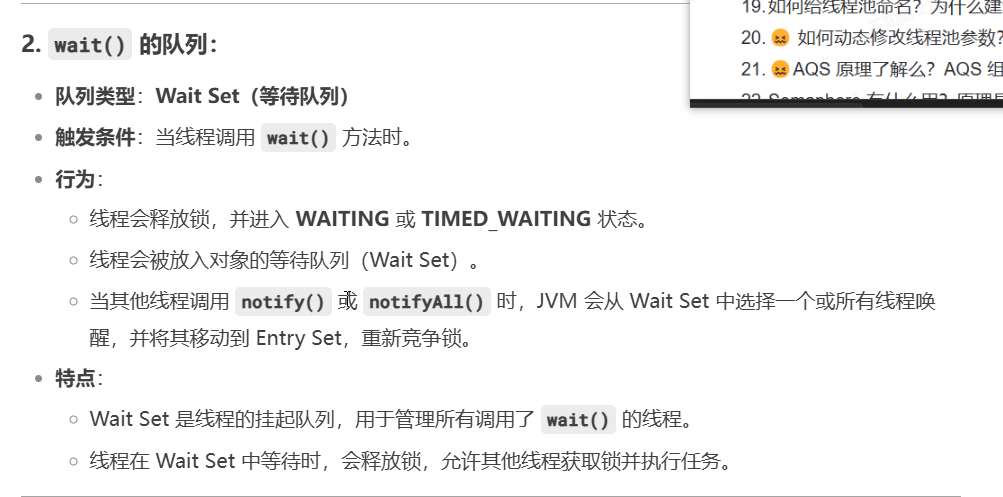 19.如何给线程池命名？为什么建
20. 😖 如何动态修改线程池参数?
21. 😖AQS 原理了解么？AQS 组
2. wait() 的队列：
队列类型：Wait Set（等待队列）
触发条件：当线程调用 wait() 方法时。
行为：
线程会释放锁，并进入 WAITING 或 TIMED_WAITING 状态。
线程会被放入对象的等待队列（Wait Set）。
当其他线程调用 notify() 或 notifyAll() 时，JVM 会从 Wait Set 中选择一个或所有线程唤
醒，并将其移动到 Entry Set，重新竞争锁。
特点：
Wait Set 是线程的挂起队列，用于管理所有调用了 wait() 的线程。
线程在 Wait Set 中等待时，会释放锁，允许其他线程获取锁并执行任务。